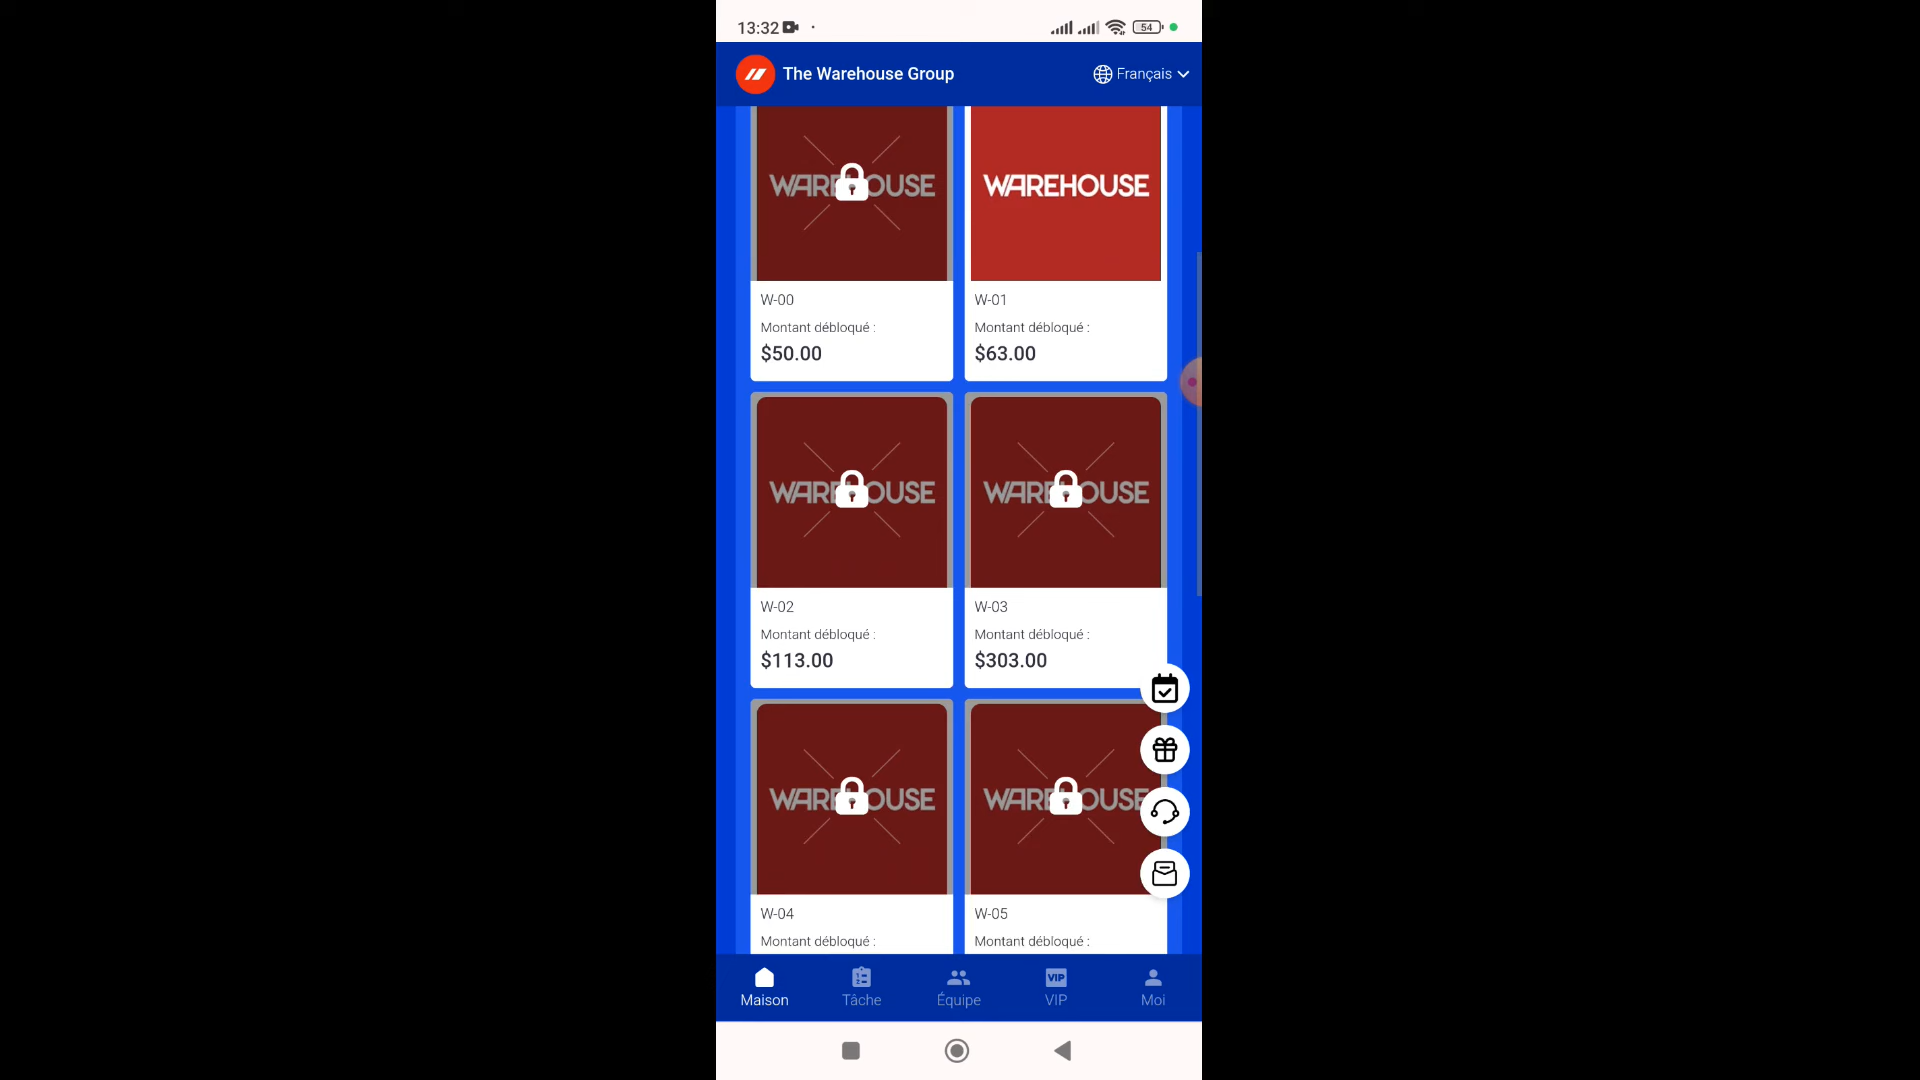 13:32
54
The Warehouse Group
Français
WAREHOUSE
WAREHOUSE
W-00
W-01
Montant débloqué :
Montant débloqué :
$50.00
$63.00
WAREHOUSE
WAREHOUSE
W-02
W-03
Montant débloqué :
Montant débloqué :
$113.00
$303.00
WAREHOUSE
WAREHOUSE
W-04
W-05
Montant débloqué :
Montant débloqué :
VIP
Maison
Tâche
Équipe
VIP
Moi